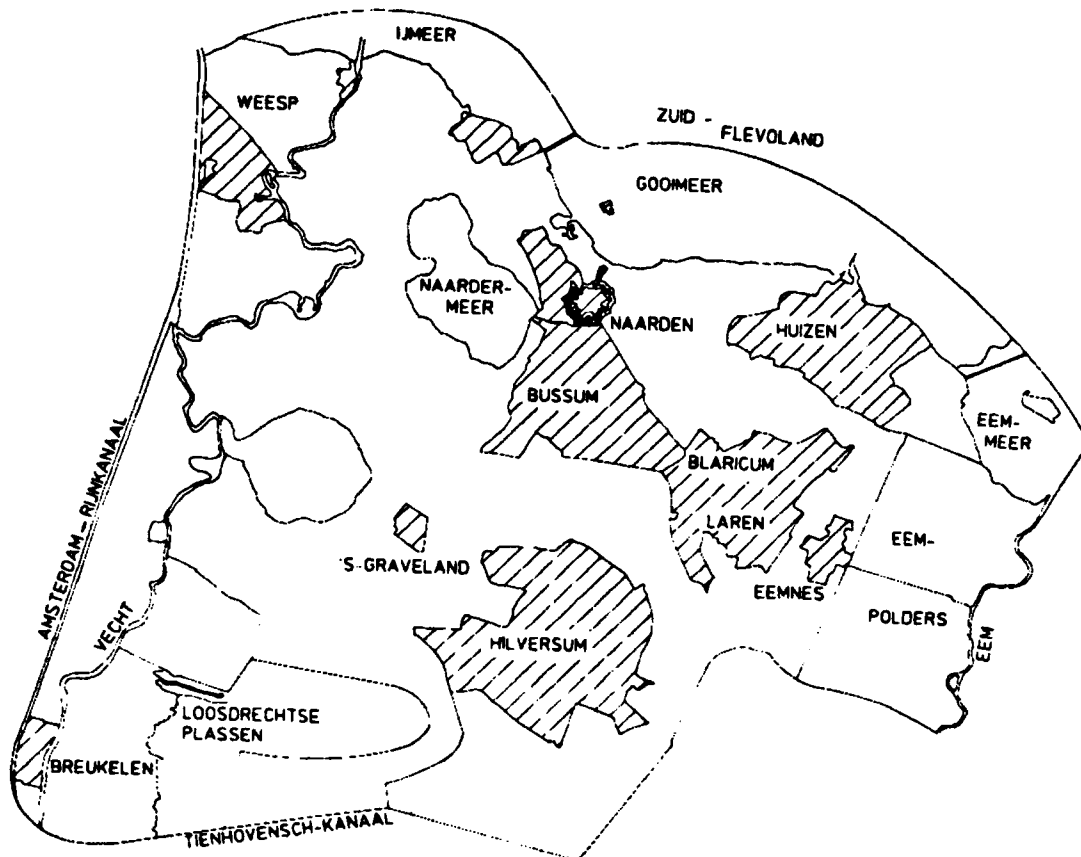 IJMEER
WEESP
ZUID -
FLEVOLAND
GOOIMEER
NAARDER-
MEER
NAARDEN
HUIZEN
BUSSUM
EEM-
MEER
BLARICUM
LAREN
EEM-
'S-GRAVELAND
EEMNES
POLDERS
HILVERSUM
EEM
AMSTERDAM-RIJNKANAAL
VECHT
LOOSDRECHTSE
PLASSEN
BREUKELEN
TIENHOVENSCH-KANAAL